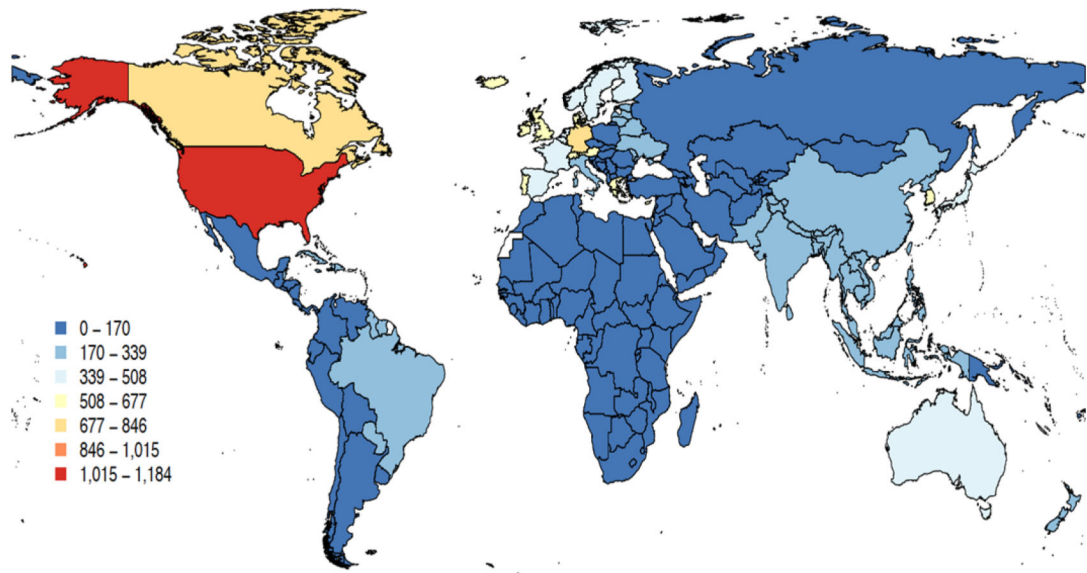 0 – 170
170 – 339
339 – 508
508 – 677
677 – 846
846 – 1,015
1,015 – 1,184